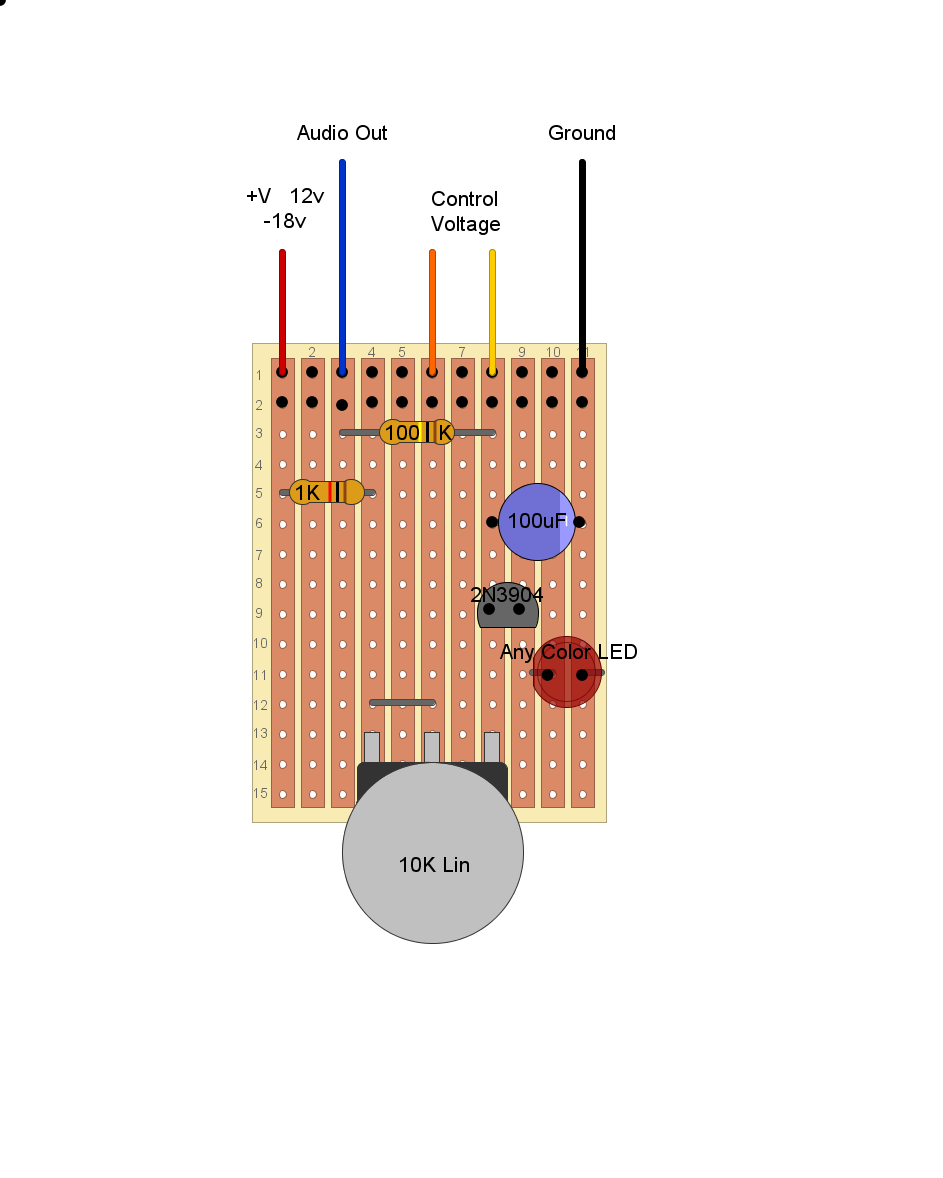 Audio Out
Ground
+V 12v
-18v
Control
Voltage
2 4 5 7 9 10
1
2
3
100 K
4
5
1K
6
100uF
7
8
2N3904
9
10
Any Color LED
11
12
13
14
15
10K Lin